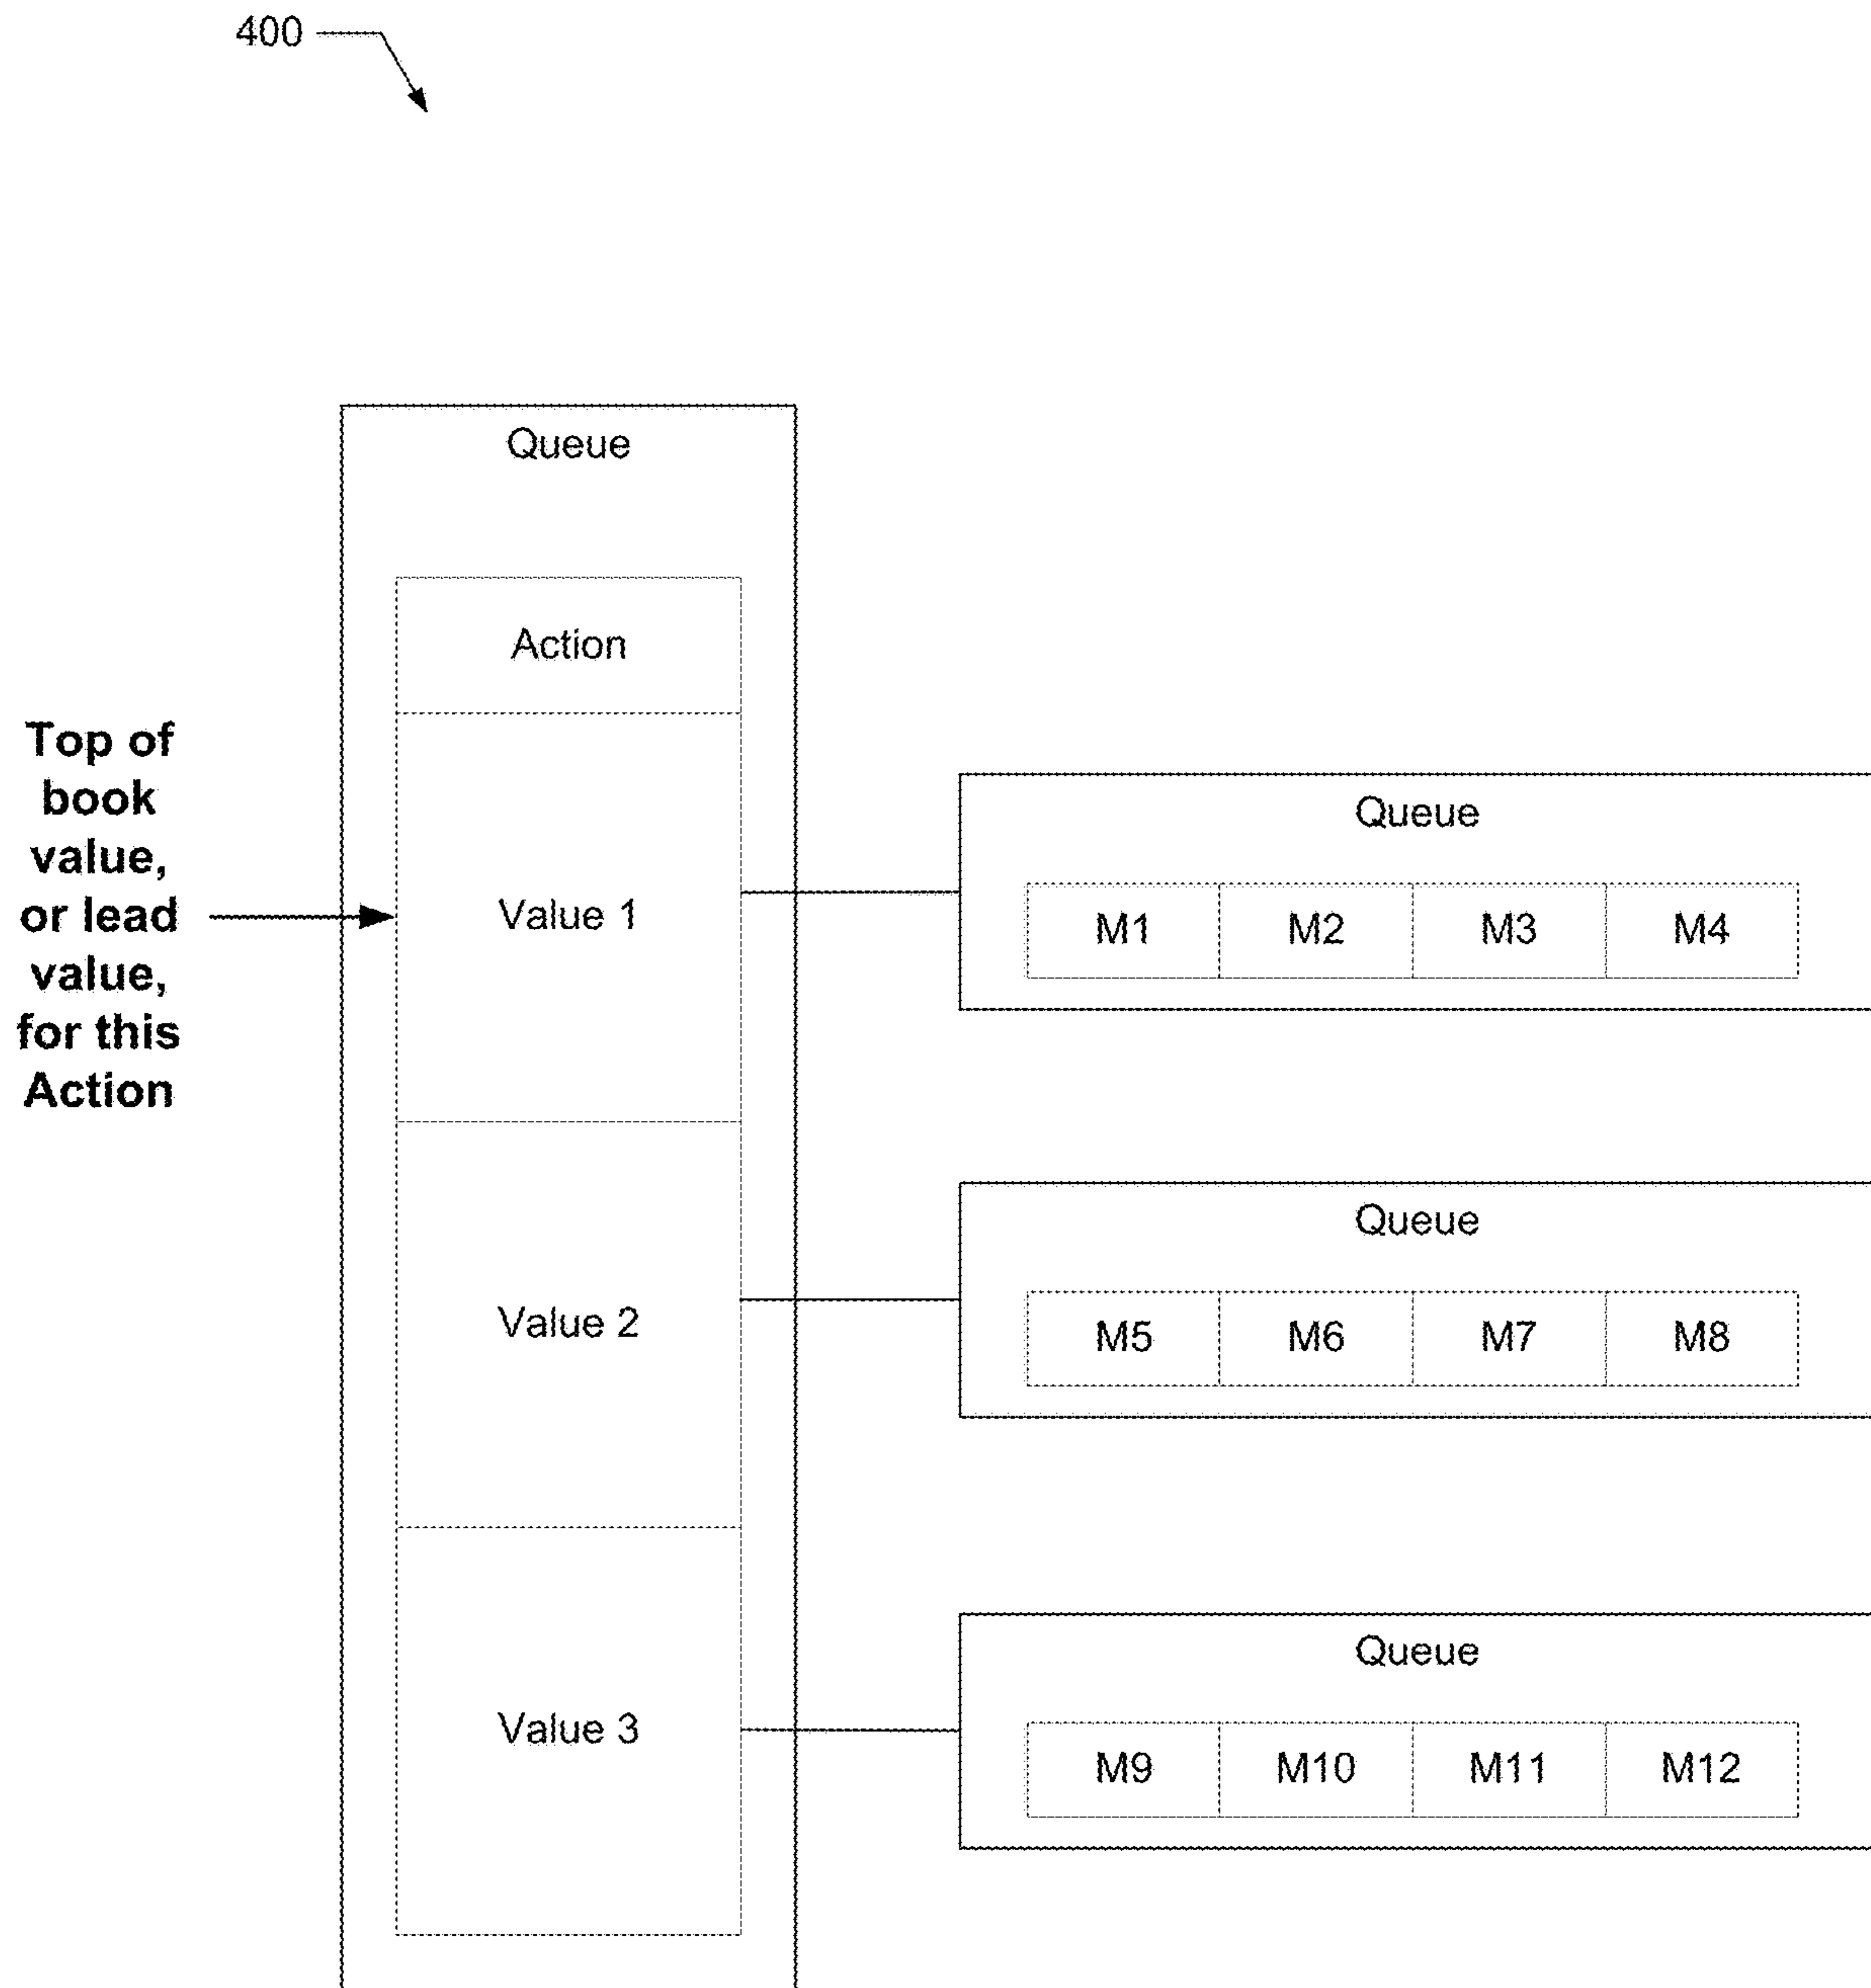 400
Queue
Action
Top of
book
value,
or lead
value,
for this
Action
Value 1
Queue
M1 M2 M3 M4
Value 2
Queue
M5 M6 M7 M8
Value 3
Queue
M9 M10 M11 M12